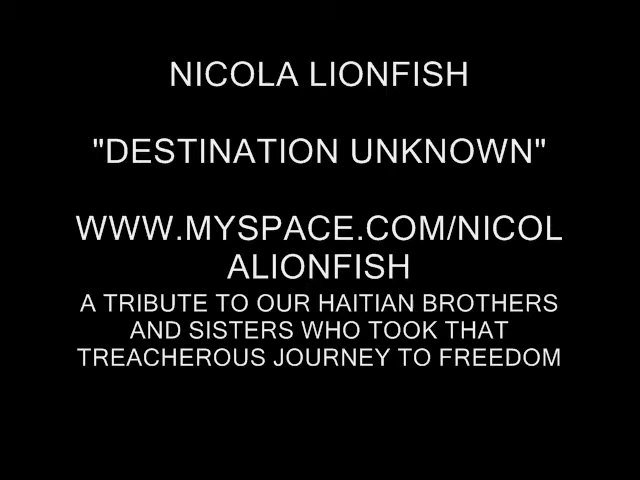 NICOLA LIONFISH
"DESTINATION UNKNOWN"
WWW.MYSPACE.COM/NICOL
ALIONFISH
A TRIBUTE TO OUR HAITIAN BROTHERS
AND SISTERS WHO TOOK THAT
TREACHEROUS JOURNEY TO FREEDOM